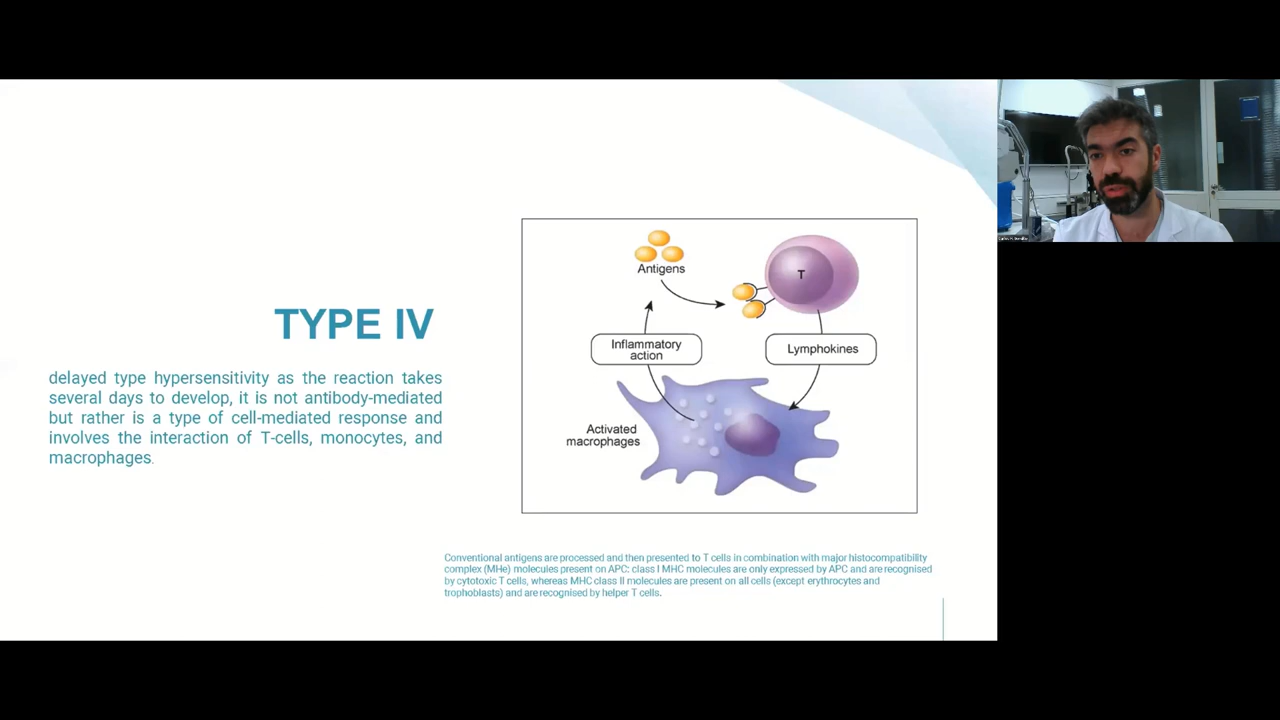 TYPE IV
delayed type hypersensitivity as the reaction takes
several days to develop, it is not antibody-mediated
but rather is a type of cell-mediated response and
involves the interaction of T-cells, monocytes, and
macrophages.
Antigens
T
Inflammatory
action
Lymphokines
Activated
macrophages
Conventional antigens are processed and then presented to T cells in combination with major histocompatibility
complex (MHe) molecules present on APC: class I MHC molecules are only expressed by APC and are recognised
by cytotoxic T cells, whereas MHC class II molecules are present on all cells (except erythrocytes and
trophoblasts) and are recognised by helper T cells.